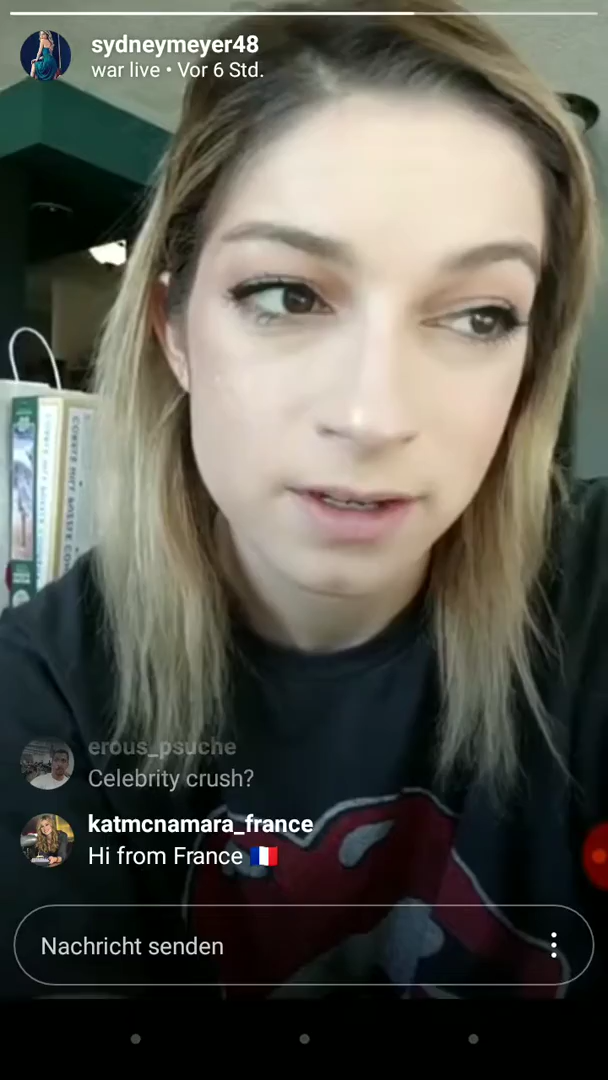 sydneymeyer48
war live • Vor 6 Std.
erous_psuche
Celebrity crush?
katmcnamara_france
Hi from France 🇫🇷
Nachricht senden